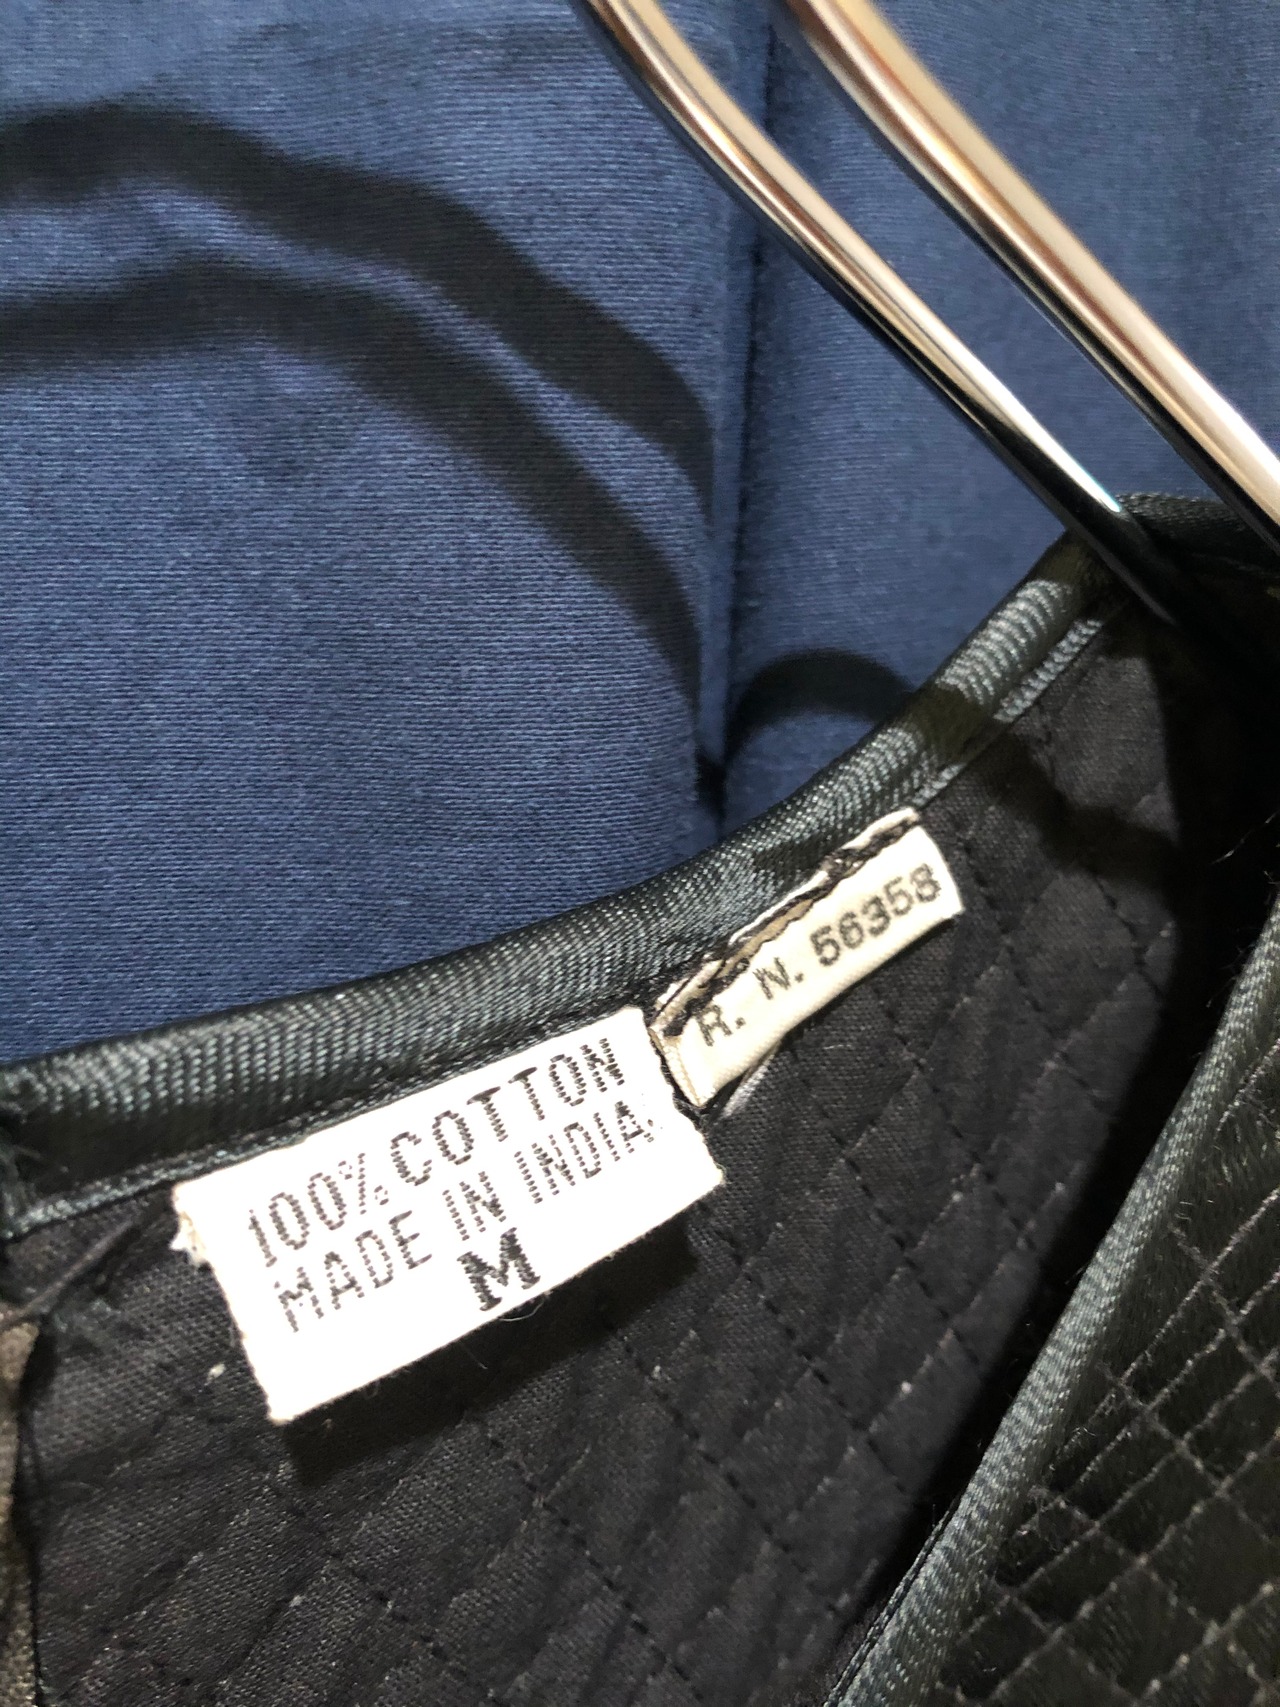 100% COTTON
MADE IN INDIA
M
R. N. 56358